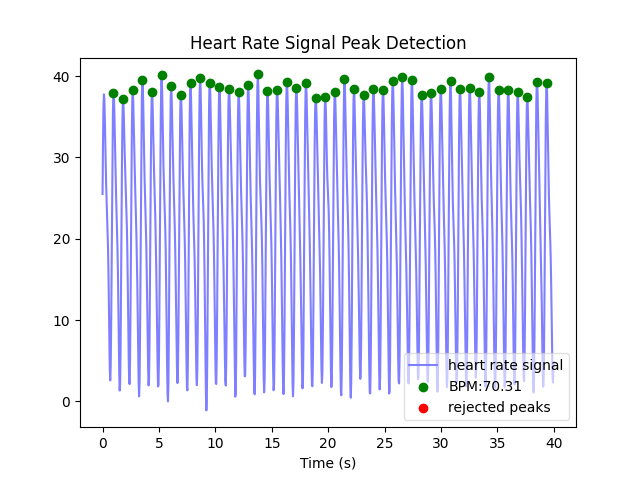 Heart Rate Signal Peak Detection
40
30
20
10
0
0 5 10 15 20 25 30 35 40
Time (s)
heart rate signal
BPM:70.31
rejected peaks